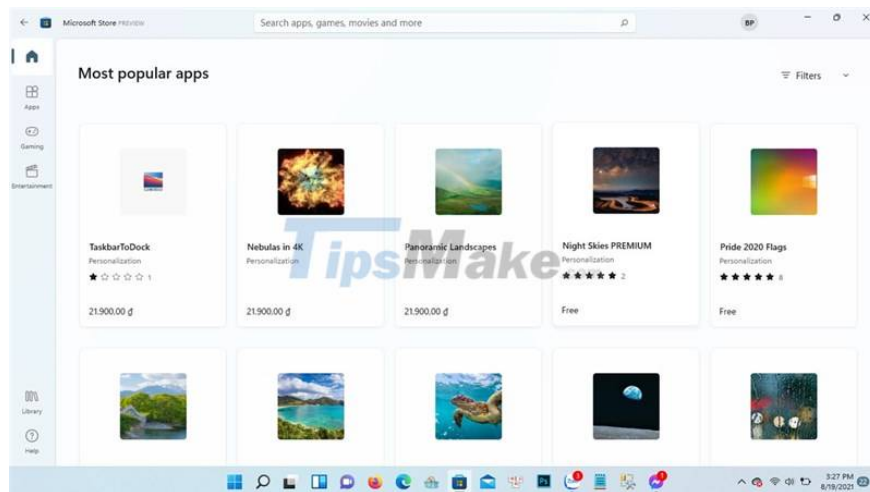 Microsoft Store PREVIEW
Search apps, games, movies and more
BP
Most popular apps
Filters
Apps
Gaming
Entertainment
TaskbarToDock
Personalization
1
21.900,00 ₫
Nebulas in 4K
Personalization
21.900,00 ₫
Panoramic Landscapes
Personalization
21.900,00 ₫
Night Skies PREMIUM
Personalization
2
Free
Pride 2020 Flags
Personalization
8
Free
TipsMake
.com
Library
Help
Ps
3:27 PM
8/19/2021
22